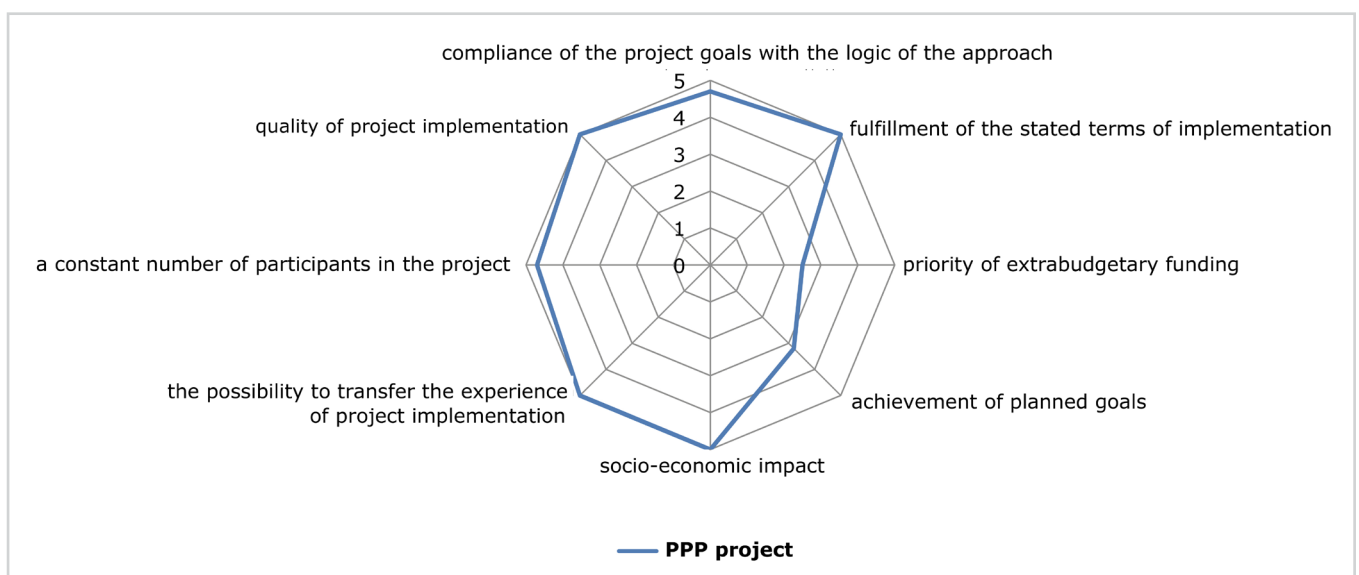 compliance of the project goals with the logic of the approach
5
quality of project implementation
4
fulfillment of the stated terms of implementation
3
2
1
a constant number of participants in the project
0
priority of extrabudgetary funding
the possibility to transfer the experience
of project implementation
achievement of planned goals
socio-economic impact
PPP project